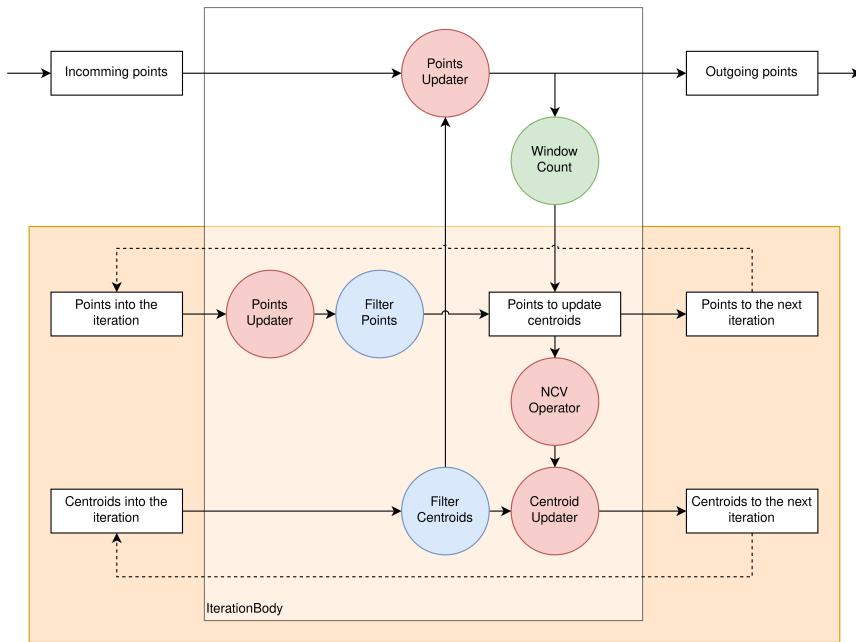 Incomming points
Points
Updater
Outgoing points
Window
Count
Points into the
iteration
Points
Updater
Filter
Points
Points to update
centroids
Points to the next
iteration
NCV
Operator
Centroids into the
iteration
Filter
Centroids
Centroid
Updater
Centroids to the next
iteration
IterationBody